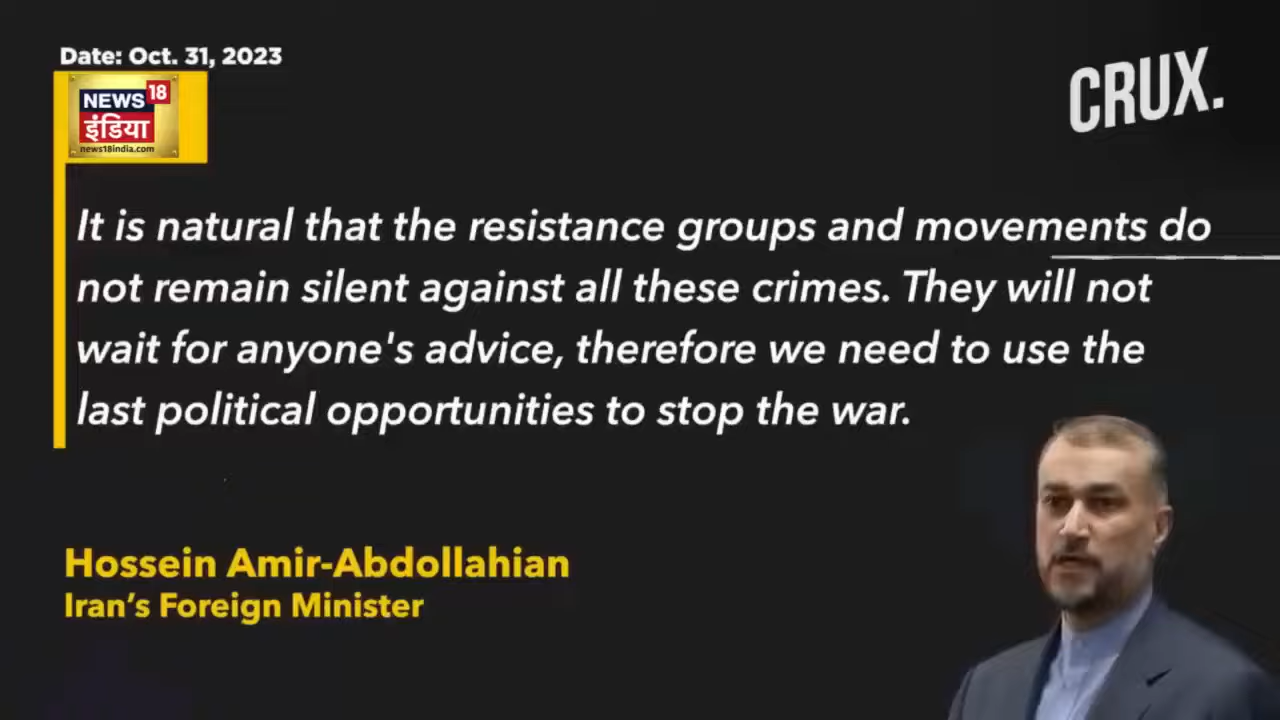 Date: Oct. 31, 2023
NEWS 18
इंडिया
news18india.com
CRUX.
It is natural that the resistance groups and movements do
not remain silent against all these crimes. They will not
wait for anyone's advice, therefore we need to use the
last political opportunities to stop the war.
Hossein Amir-Abdollahian
Iran’s Foreign Minister